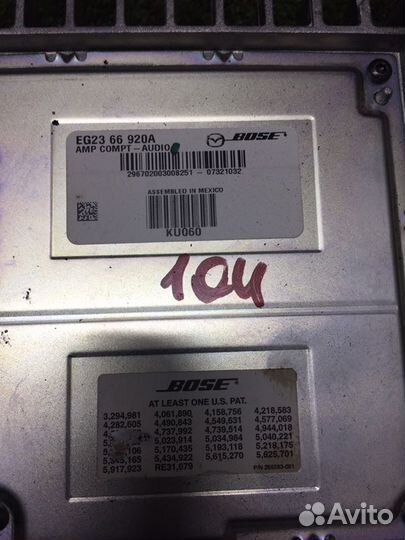 EG23 66 920A
AMP COMPT-AUDIO
BOSE
296702003008251 - 07321032
ASSEMBLED IN MEXICO
KU060
104
BOSE
AT LEAST ONE U.S. PAT.
3,294,981 4,061,890 4,158,756 4,218,583
4,282,605 4,490,843 4,549,631 4,577,069
4,737,992 4,739,514 4,944,018
5,023,914 5,034,984 5,040,221
106 5,170,435 5,193,118 5,218,175
5,345,165 5,434,922 5,615,270 5,625,701
5,917,923 RE31,079
Avito